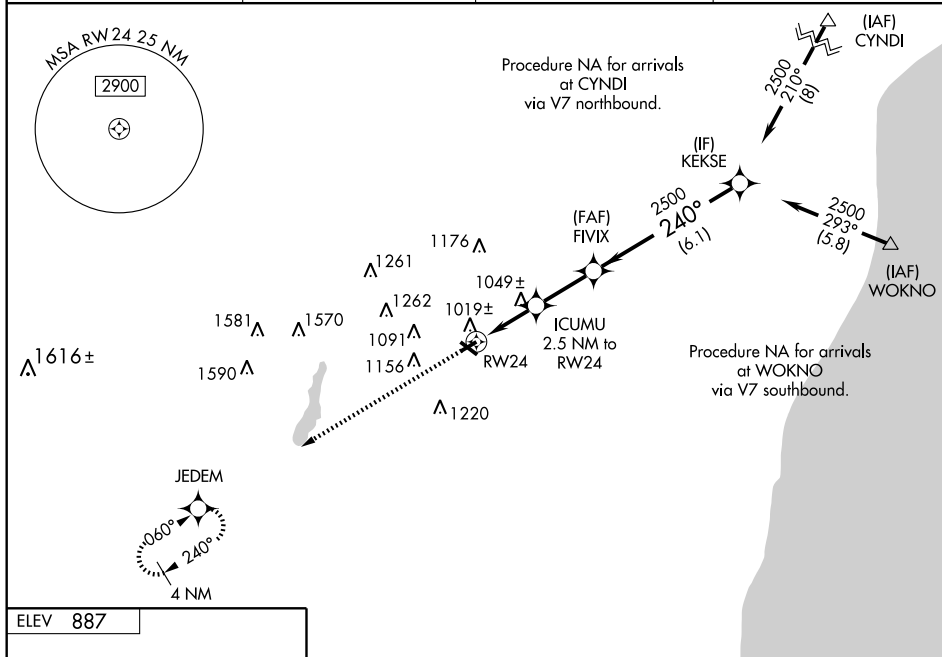 MSA RW24 25 NM
2900
Procedure NA for arrivals
at CYNDI
via V7 northbound.
(IAF)
CYNDI
2500
210°
(8)
(IF)
KEKSE
2500
240°
(6.1)
2500
293°
(5.8)
(IAF)
WOKNO
(FAF)
FIVIX
1176
1261
1049±
1262
1019±
1581
1570
1091
ICUMU
2.5 NM to
RW24
RW24
1616±
1590
1156
Procedure NA for arrivals
at WOKNO
via V7 southbound.
1220
JEDEM
060°
240°
4 NM
ELEV 887